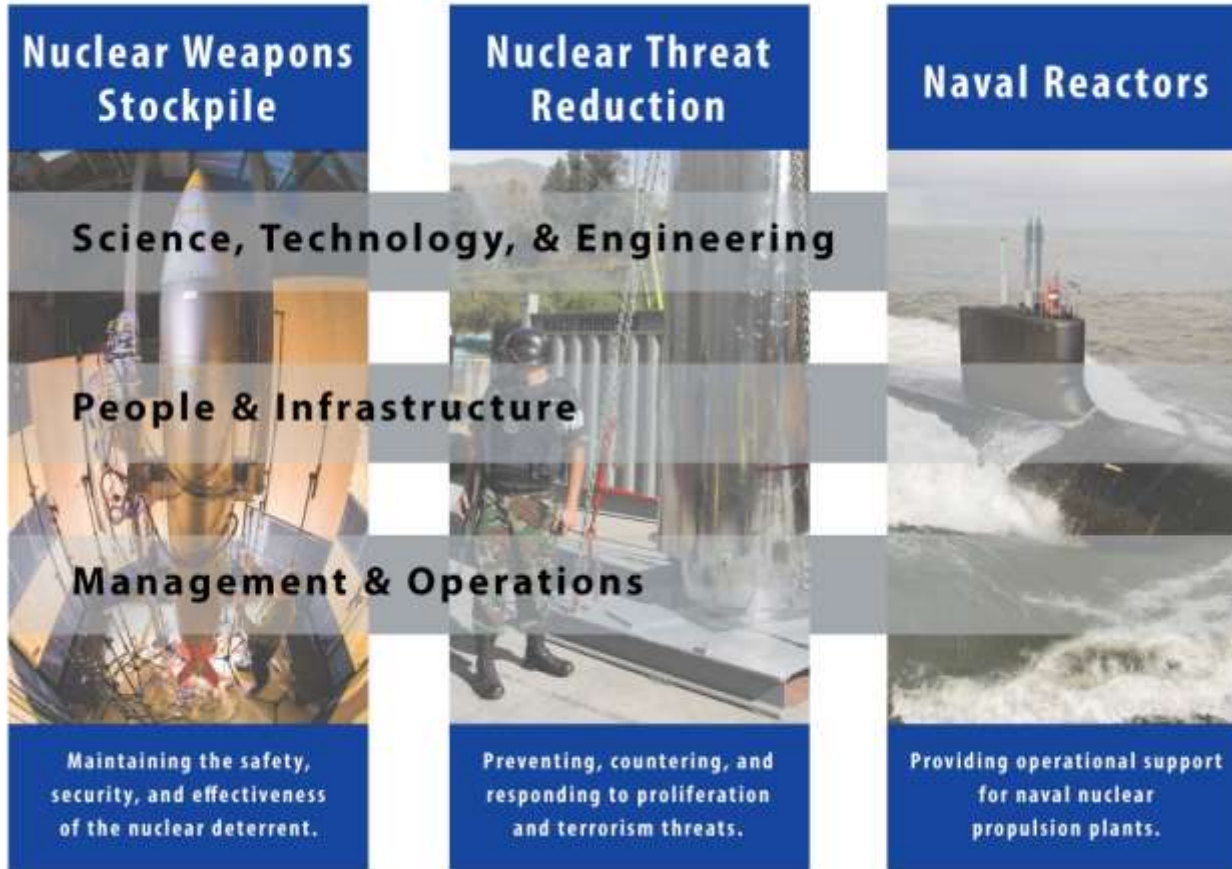 Nuclear Weapons
Stockpile
Nuclear Threat
Reduction
Naval Reactors
Science, Technology, & Engineering
People & Infrastructure
Management & Operations
Maintaining the safety,
security, and effectiveness
of the nuclear deterrent.
Preventing, countering, and
responding to proliferation
and terrorism threats.
Providing operational support
for naval nuclear
propulsion plants.